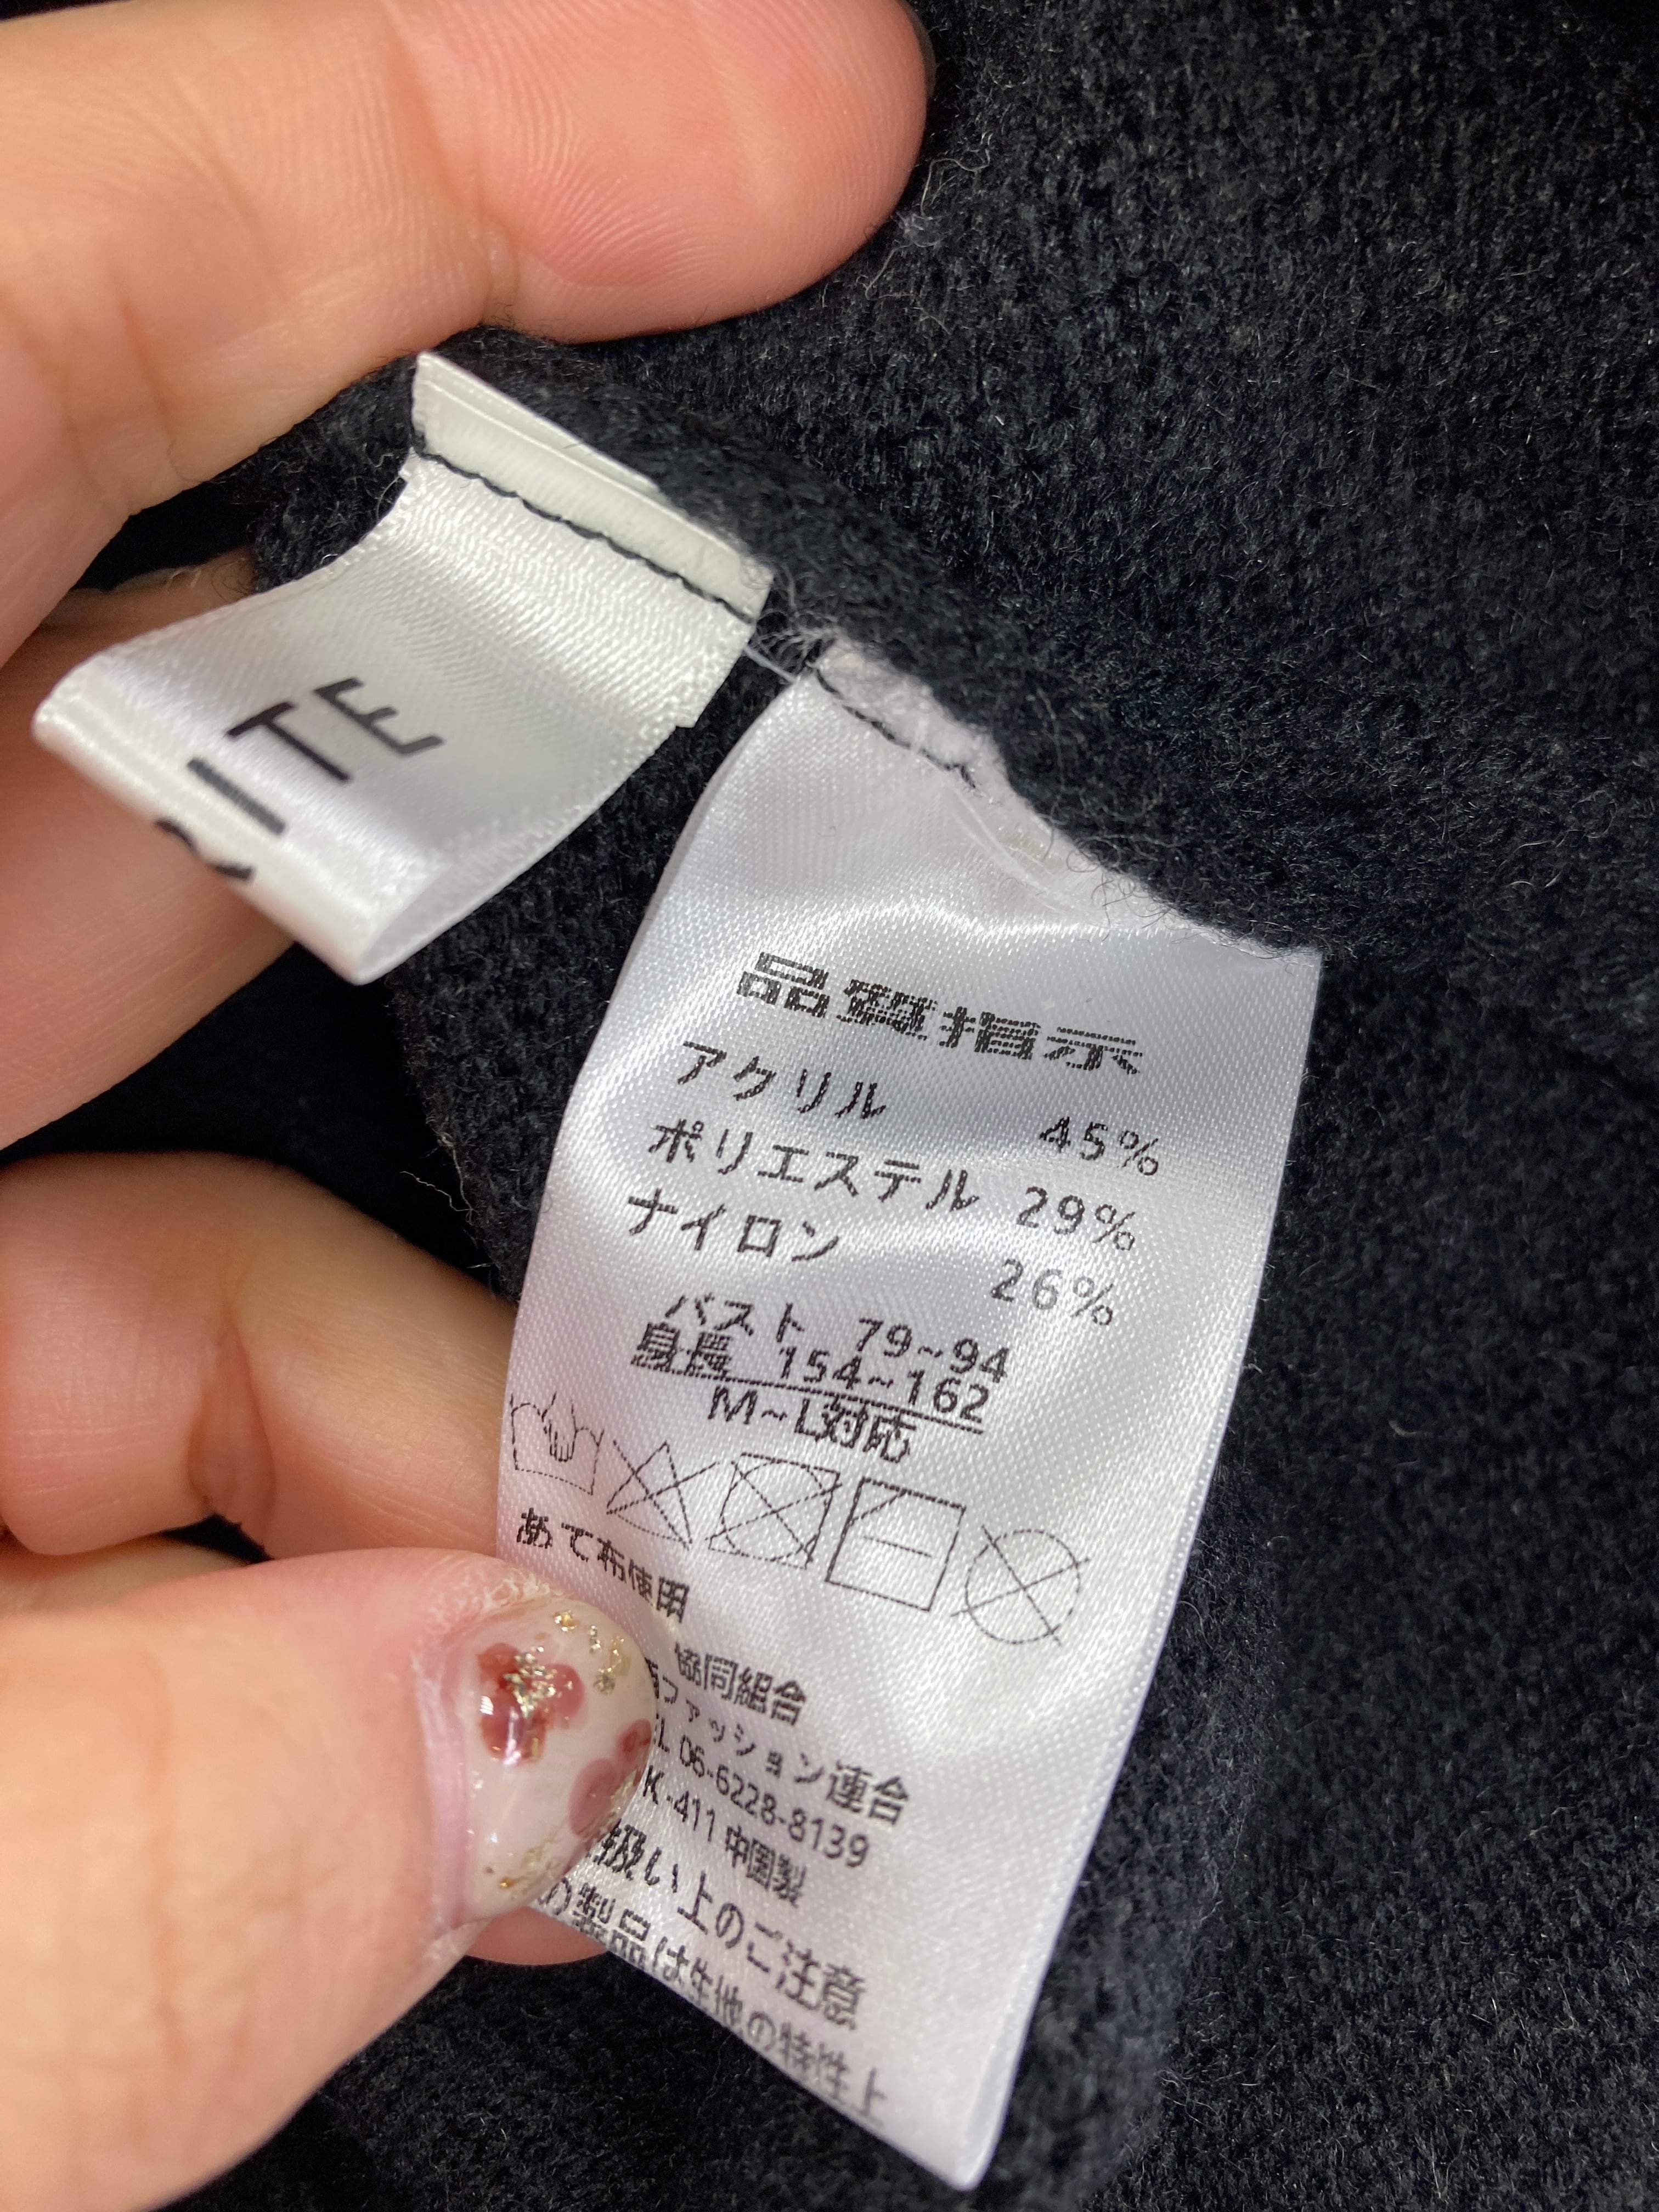 ITE
品質指示
アクリル 45%
ポリエステル 29%
ナイロン 26%
バスト 79~94
身長 154~162
M~L対応
あて布使用
協同組合
ファッション連合
06-6228-8139
K-411 中国製
扱い上のご注意
の製品は生地の特性上